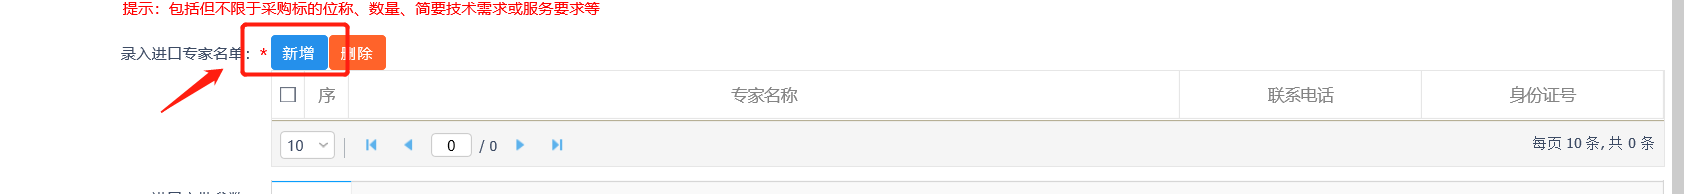 提示：包括但不限于采购标的位称、数量、简要技术需求或服务要求等
录入进口专家名单：* 新增 删除
序 专家名称 联系电话 身份证号
10 0 / 0 每页 10 条, 共 0 条